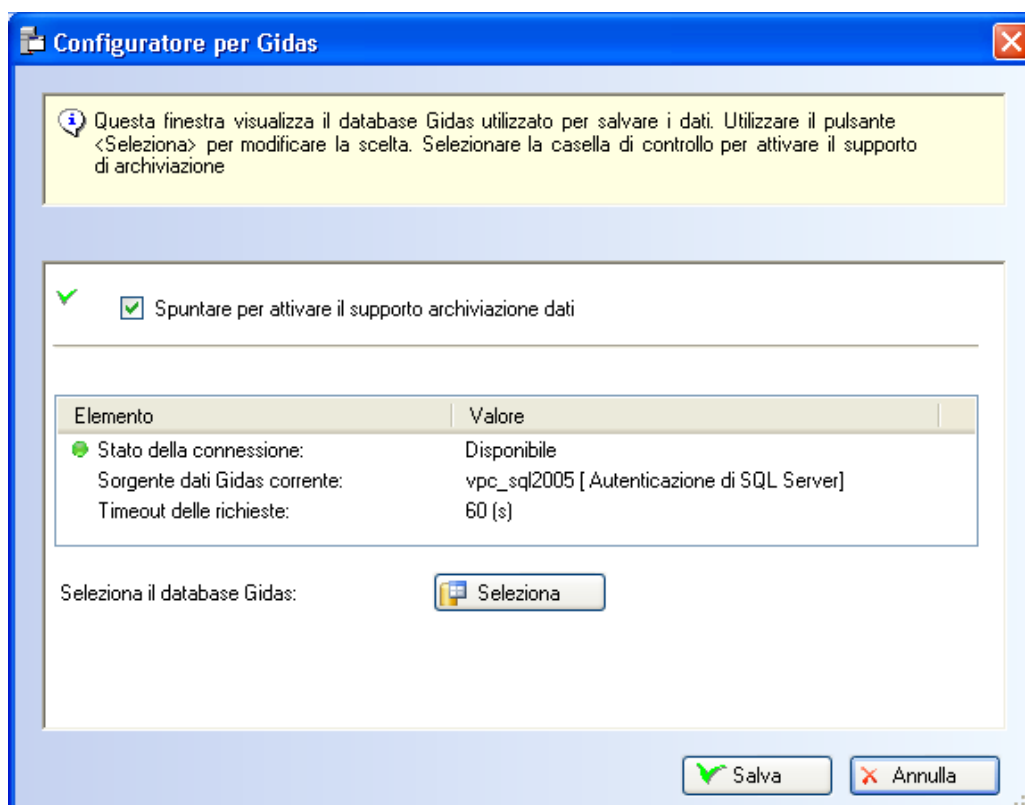 Configuratore per Gidas
Questa finestra visualizza il database Gidas utilizzato per salvare i dati. Utilizzare il pulsante
<Seleziona> per modificare la scelta. Selezionare la casella di controllo per attivare il supporto
di archiviazione
Spuntare per attivare il supporto archiviazione dati
Elemento Valore
Stato della connessione: Disponibile
Sorgente dati Gidas corrente: vpc_sql2005 [ Autenticazione di SQL Server]
Timeout delle richieste: 60 (s)
Seleziona il database Gidas: Seleziona
Salva Annulla